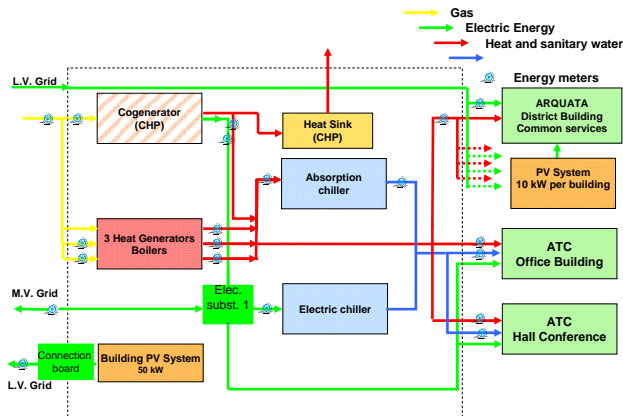 Gas
Electric Energy
Heat and sanitary water
Energy meters
L.V. Grid
Cogenerator
(CHP)
Heat Sink
(CHP)
ARQUATA
District Building
Common services
Absorption
chiller
PV System
10 kW per building
3 Heat Generators
Boilers
ATC
Office Building
M.V. Grid
Elec.
subst. 1
Electric chiller
ATC
Hall Conference
Connection
board
Building PV System
50 kW
L.V. Grid